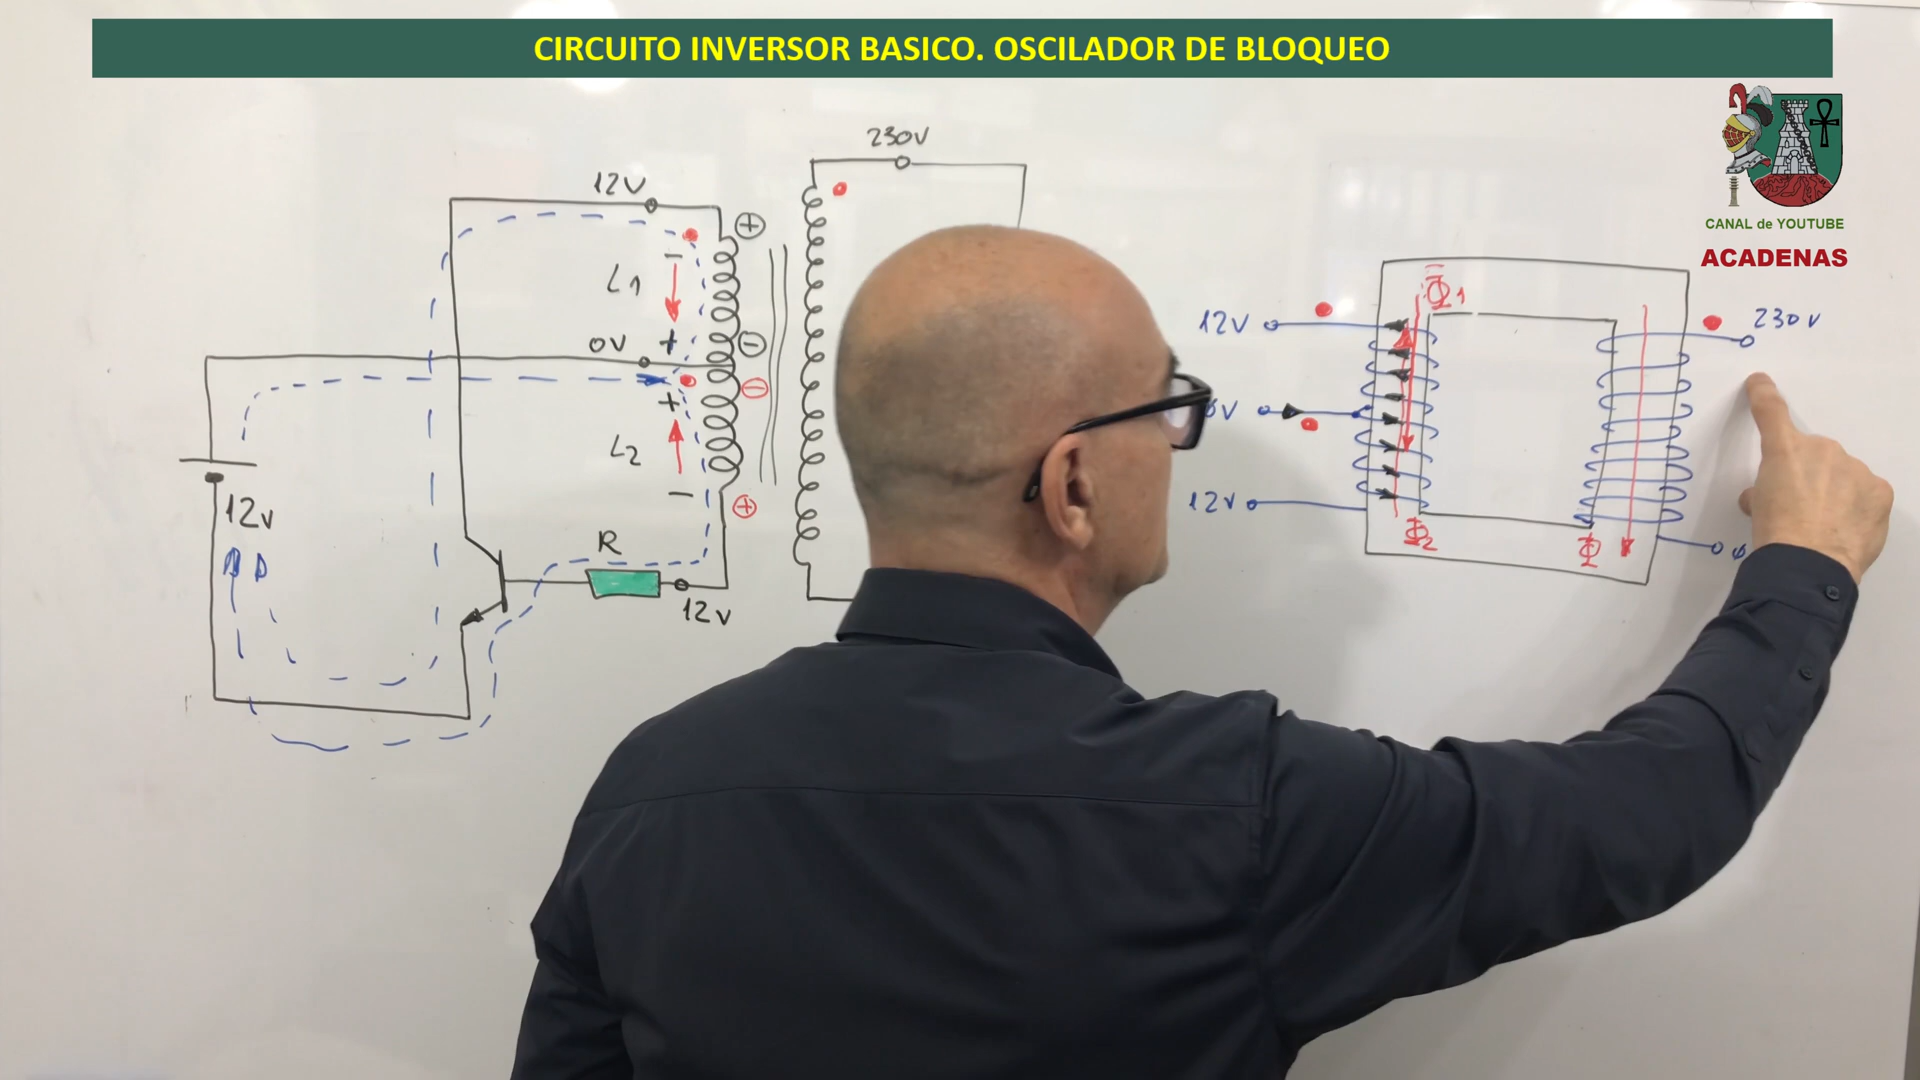 CIRCUITO INVERSOR BASICO. OSCILADOR DE BLOQUEO
CANAL de YOUTUBE
ACADENAS
230V
12V
+
-
L1
0V
+
-
+
-
L2
-
+
12V
R
12V
Φ1
12V
230V
0V
12V
Φ2
Φ